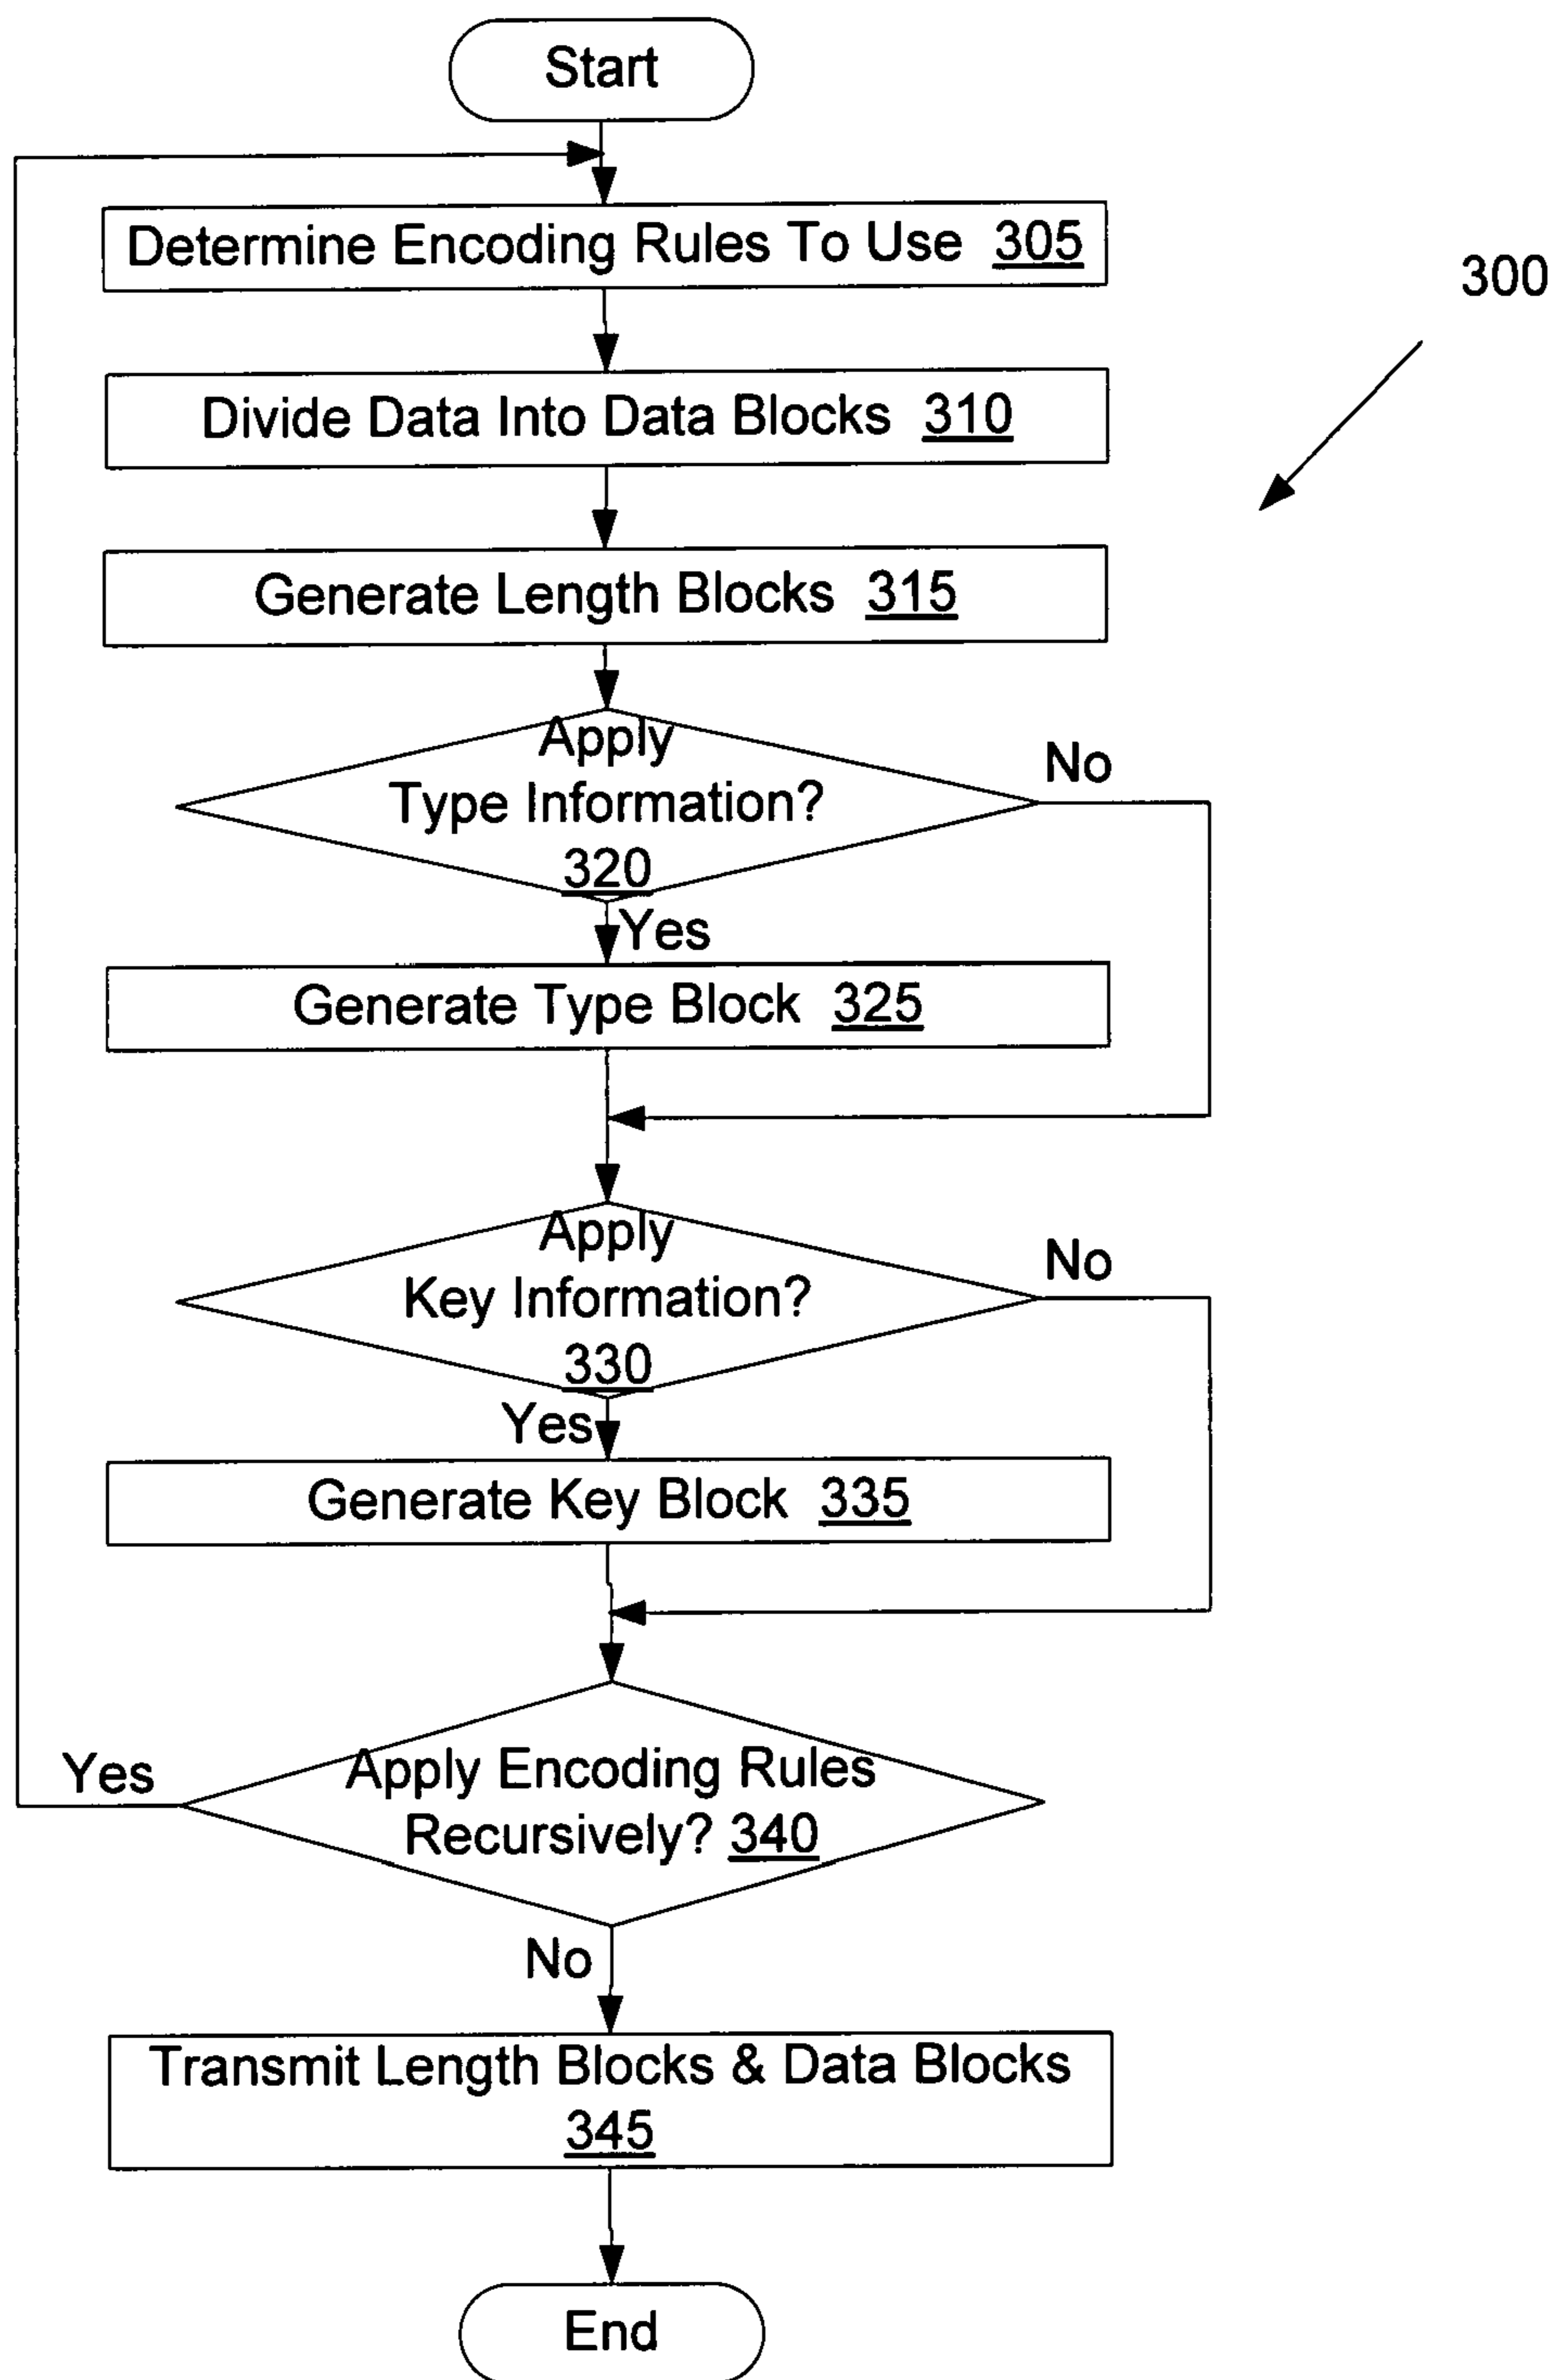 Start
Determine Encoding Rules To Use 305
300
Divide Data Into Data Blocks 310
Generate Length Blocks 315
Apply
Type Information?
320
No
Yes
Generate Type Block 325
Apply
Key Information?
330
No
Yes
Generate Key Block 335
Apply Encoding Rules
Recursively? 340
Yes
No
Transmit Length Blocks & Data Blocks
345
End